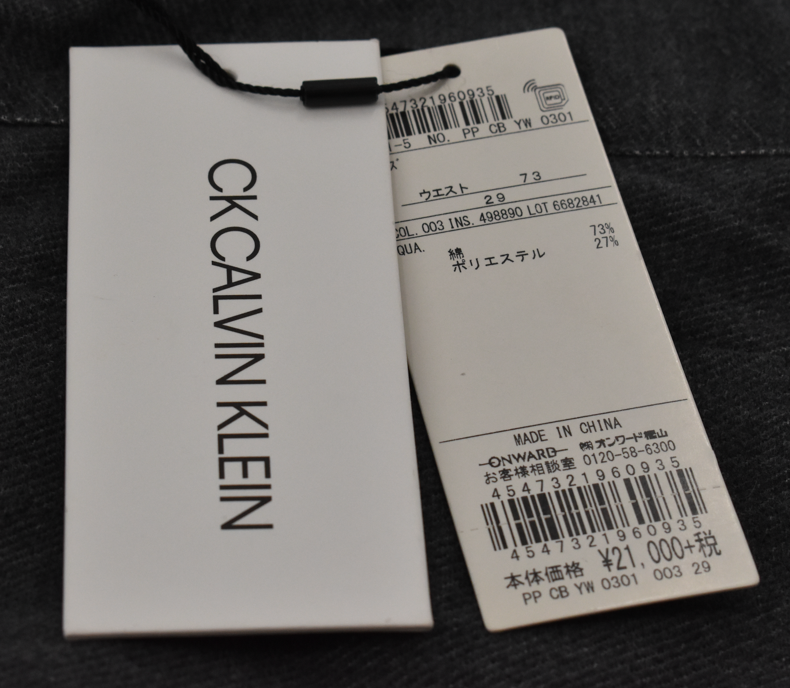 CK CALVIN KLEIN
547321960935
RFID
1-5 NO. PP CB YW 0301
ズ
ウエスト 73
29
COL. 003 INS. 498890 LOT 6682841
QUA. 綿 73%
ポリエステル 27%
MADE IN CHINA
ONWARD ㈱オンワード樫山
お客様相談室 0120-58-6300
4547321960935
4547321960935
本体価格 ¥21,000+税
PP CB YW 0301 003 29